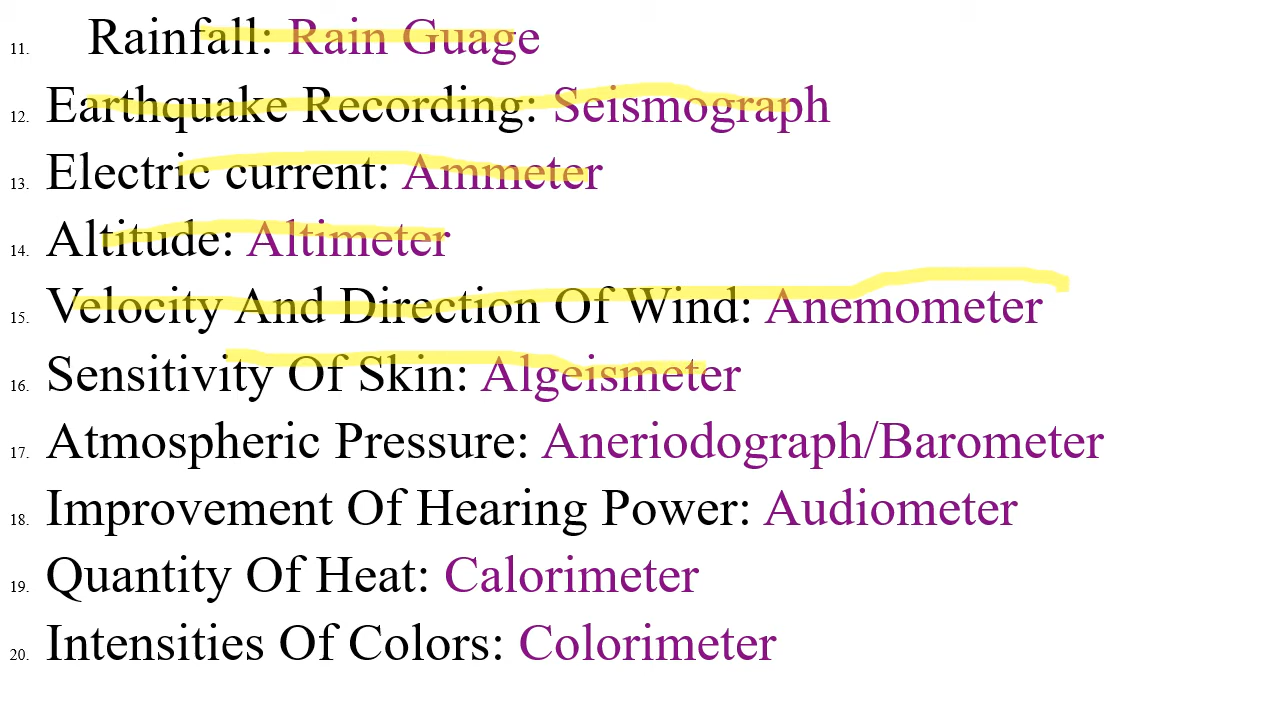 11. Rainfall: Rain Guage
12. Earthquake Recording: Seismograph
13. Electric current: Ammeter
14. Altitude: Altimeter
15. Velocity And Direction Of Wind: Anemometer
16. Sensitivity Of Skin: Algeismeter
17. Atmospheric Pressure: Aneriodograph/Barometer
18. Improvement Of Hearing Power: Audiometer
19. Quantity Of Heat: Calorimeter
20. Intensities Of Colors: Colorimeter